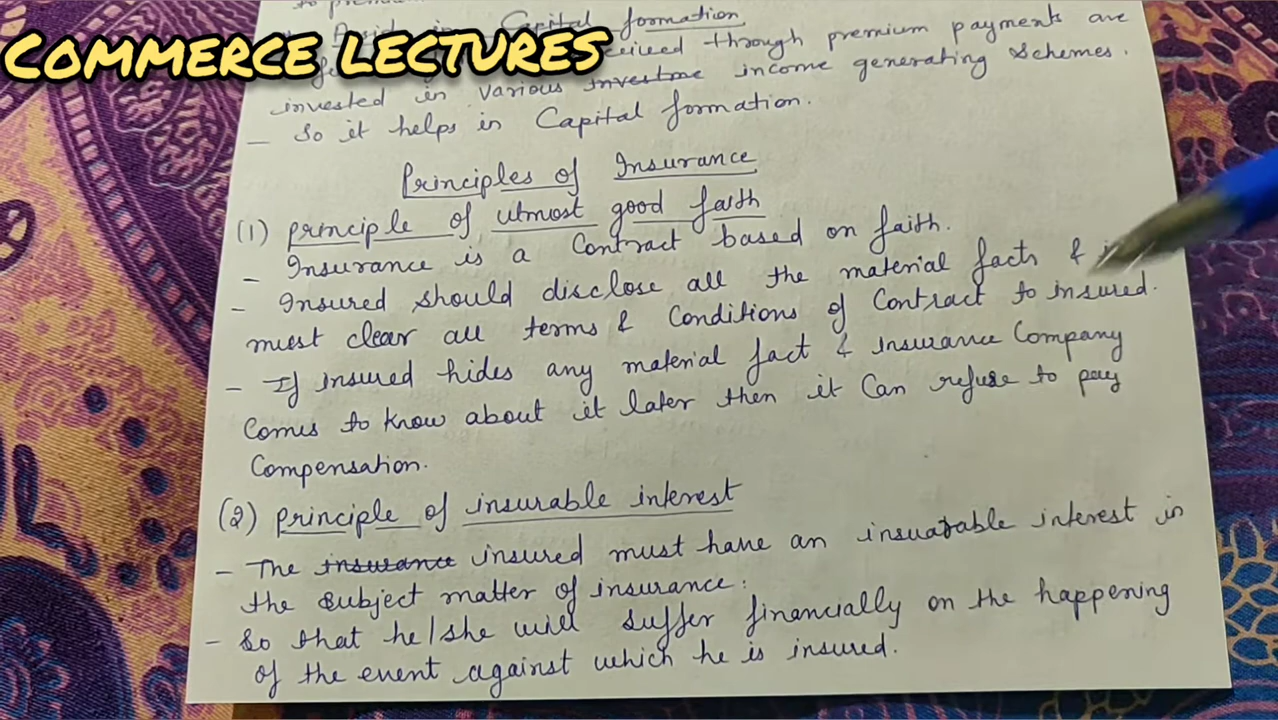 to
COMMERCE LECTURES
Capital formation
through premium payments are
invested in various investme income generating schemes.
- So it helps in Capital formation.
Principles of Insurance
(1) principle of utmost good faith
- Insurance is a Contract based on faith.
- Insured should disclose all the material facts &
must clear all terms & Conditions of Contract to insured.
- If insured hides any material fact & insurance Company
Comes to know about it later then it Can refuse to pay
Compensation.
(2) principle of insurable interest
- The insurance insured must have an insuarable interest in
the subject matter of insurance:
- So that he/she will suffer financially on the happening
of the event against which he is insured.